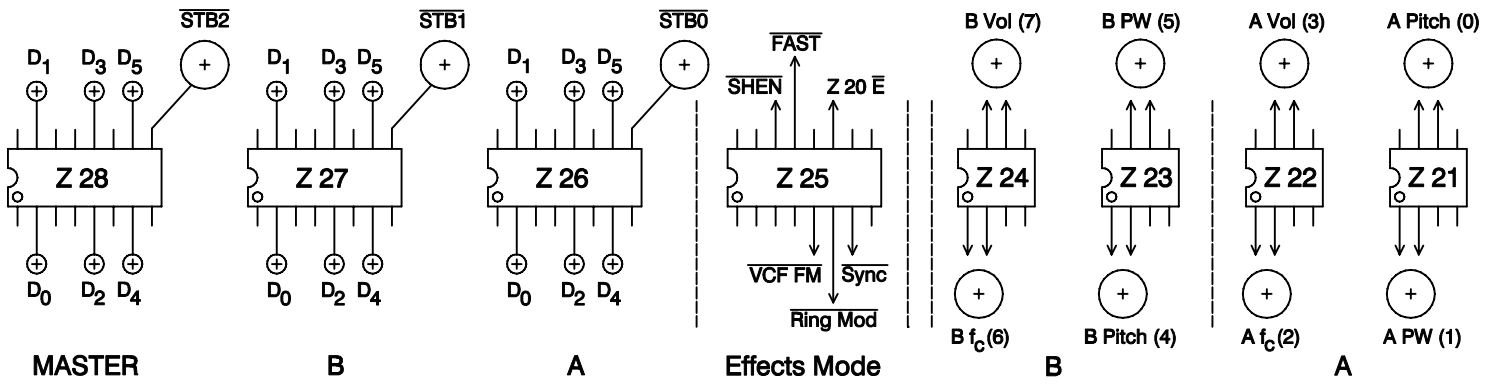 STB2 STB1 STB0 FAST B Vol (7) B PW (5) A Vol (3) A Pitch (0)
D1 D3 D5 D1 D3 D5 D1 D3 D5 SHEN Z 20 E
Z 28 Z 27 Z 26 Z 25 Z 24 Z 23 Z 22 Z 21
D0 D2 D4 D0 D2 D4 D0 D2 D4 VCF FM Sync
Ring Mod B fc(6) B Pitch (4) A fc(2) A PW (1)
MASTER B A Effects Mode B A